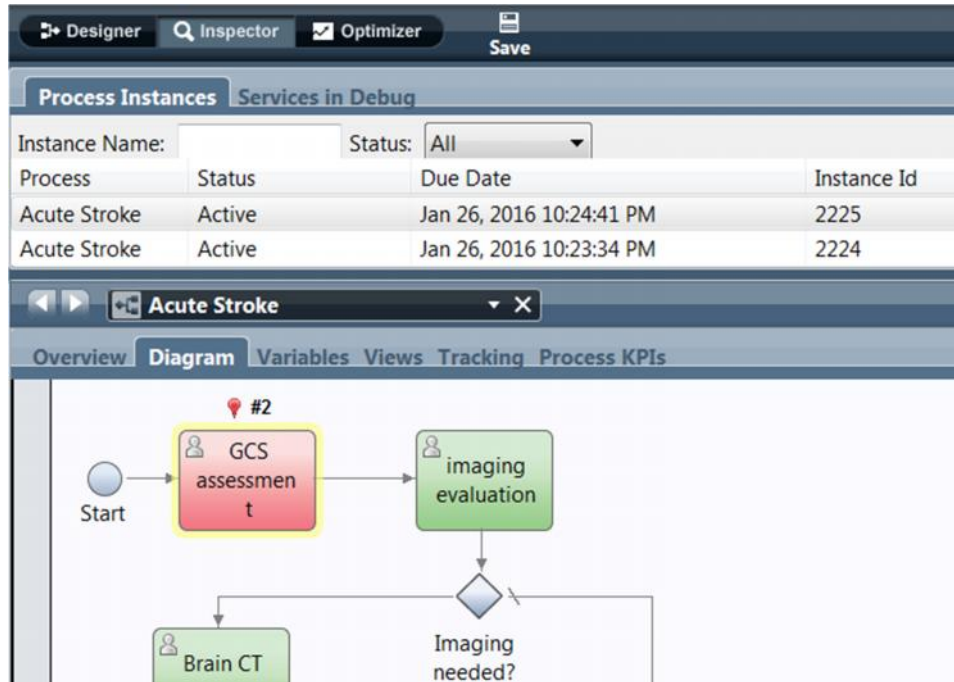 Designer Inspector Optimizer Save
Process Instances Services in Debug
Instance Name: Status: All
Process Status Due Date Instance Id
Acute Stroke Active Jan 26, 2016 10:24:41 PM 2225
Acute Stroke Active Jan 26, 2016 10:23:34 PM 2224
Acute Stroke
Overview Diagram Variables Views Tracking Process KPIs
#2
Start
GCS
assessmen
t
imaging
evaluation
Imaging
needed?
Brain CT